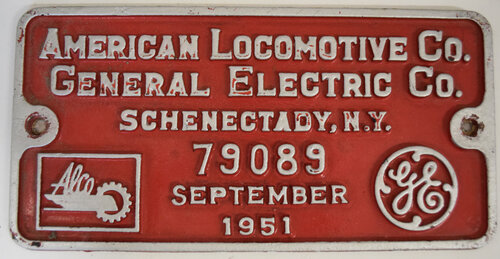 AMERICAN LOCOMOTIVE CO.
GENERAL ELECTRIC CO.
SCHENECTADY, N.Y.
79089
SEPTEMBER
1951
Alco
GE